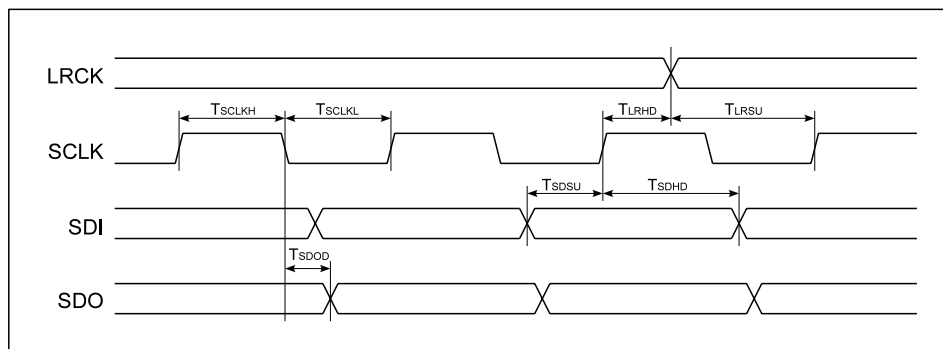 LRCK
TSCLKH TSCLKL TLRHD TLRSU
SCLK
TSDSU TSDHD
SDI
TSDOD
SDO